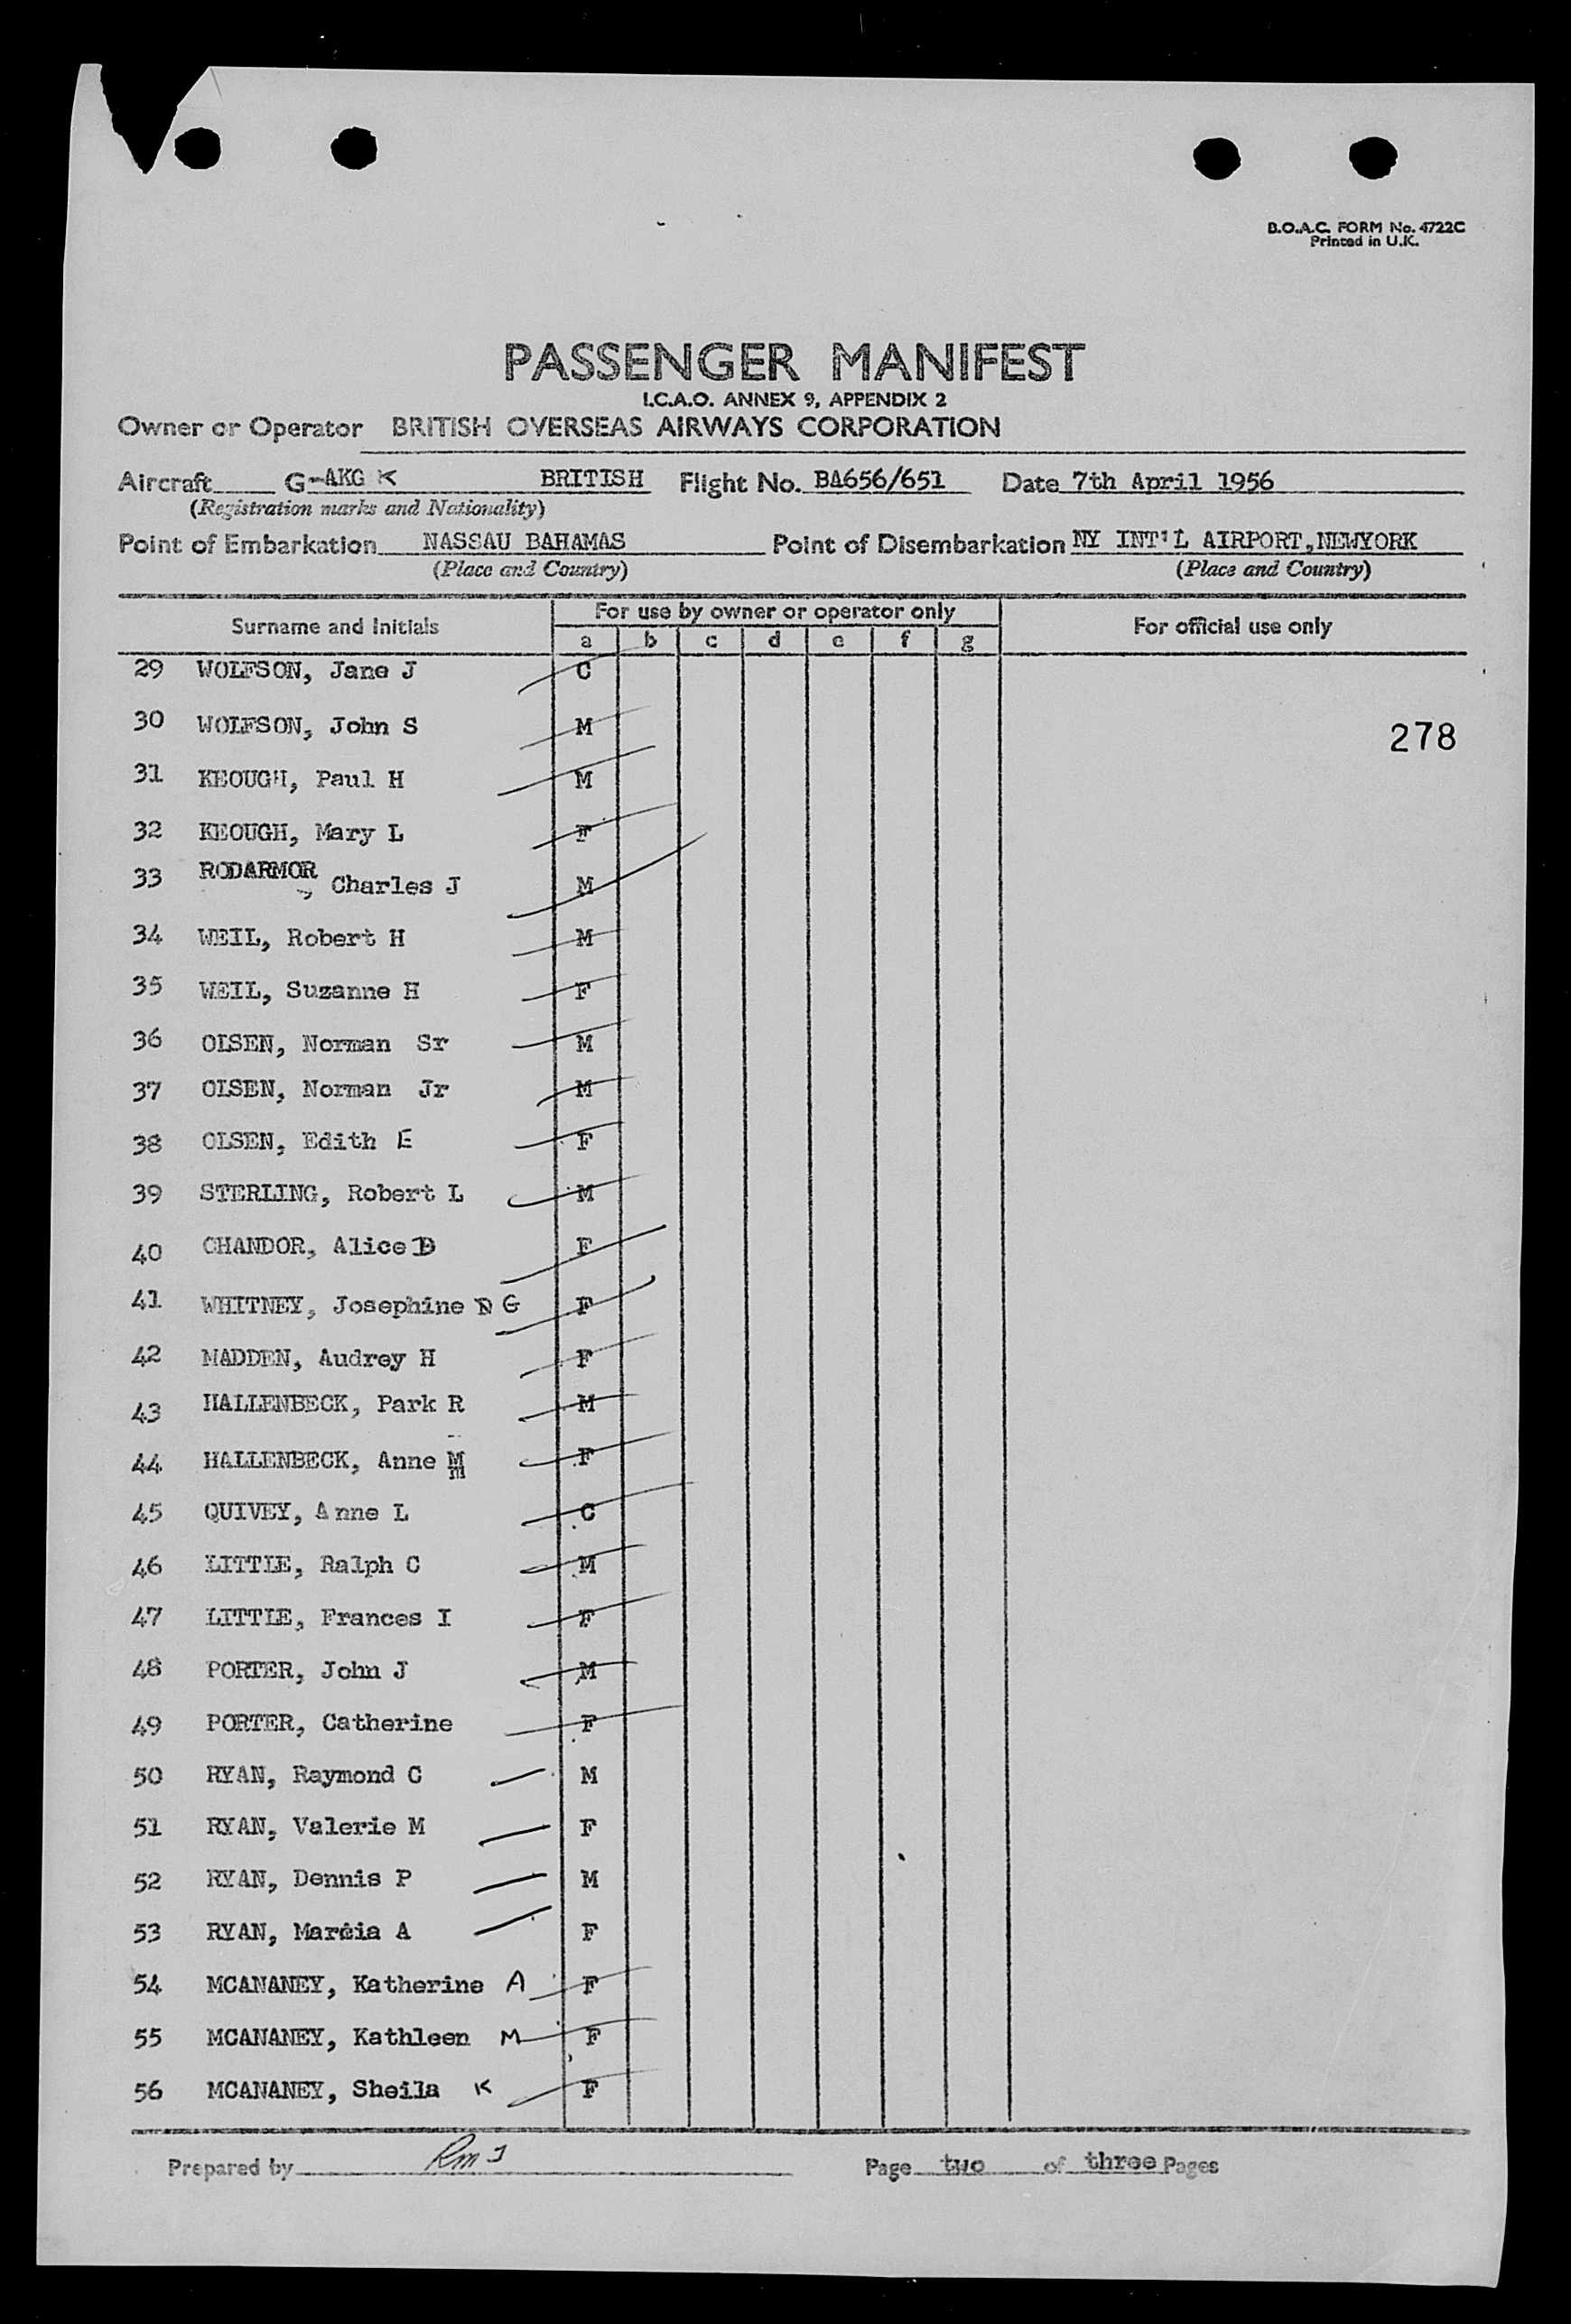 B.O.A.C. FORM No. 4722C
Printed in U.K.
PASSENGER MANIFEST
I.C.A.O. ANNEX 9, APPENDIX 2
Owner or Operator BRITISH OVERSEAS AIRWAYS CORPORATION
Aircraft G-AKG K BRITISH Flight No. BA656/651 Date 7th April 1956
(Registration marks and Nationality)
Point of Embarkation NASSAU BAHAMAS Point of Disembarkation NY INT'L AIRPORT,NEWYORK
(Place and Country) (Place and Country)
Surname and Initials For use by owner or operator only For official use only
a b c d e f g
29 WOLFSON, Jane J C
30 WOLFSON, John S M
278
31 KEOUGH, Paul H M
32 KEOUGH, Mary L F
33 RODARMOR, Charles J M
34 WEIL, Robert H M
35 WEIL, Suzanne H F
36 OLSEN, Norman Sr M
37 OLSEN, Norman Jr M
38 OLSEN, Edith E F
39 STERLING, Robert L M
40 CHANDOR, Alice D F
41 WHITNEY, Josephine G F
42 MADDEN, Audrey H F
43 HALLENBECK, Park R M
44 HALLENBECK, Anne M F
45 QUIVEY, Anne L C
46 LITTLE, Ralph C M
47 LITTLE, Frances I F
48 PORTER, John J M
49 PORTER, Catherine F
50 RYAN, Raymond C M
51 RYAN, Valerie M F
52 RYAN, Dennis P M
53 RYAN, Marcia A F
54 MCANANEY, Katherine A F
55 MCANANEY, Kathleen M F
56 MCANANEY, Sheila K F
Prepared by Page two of three Pages